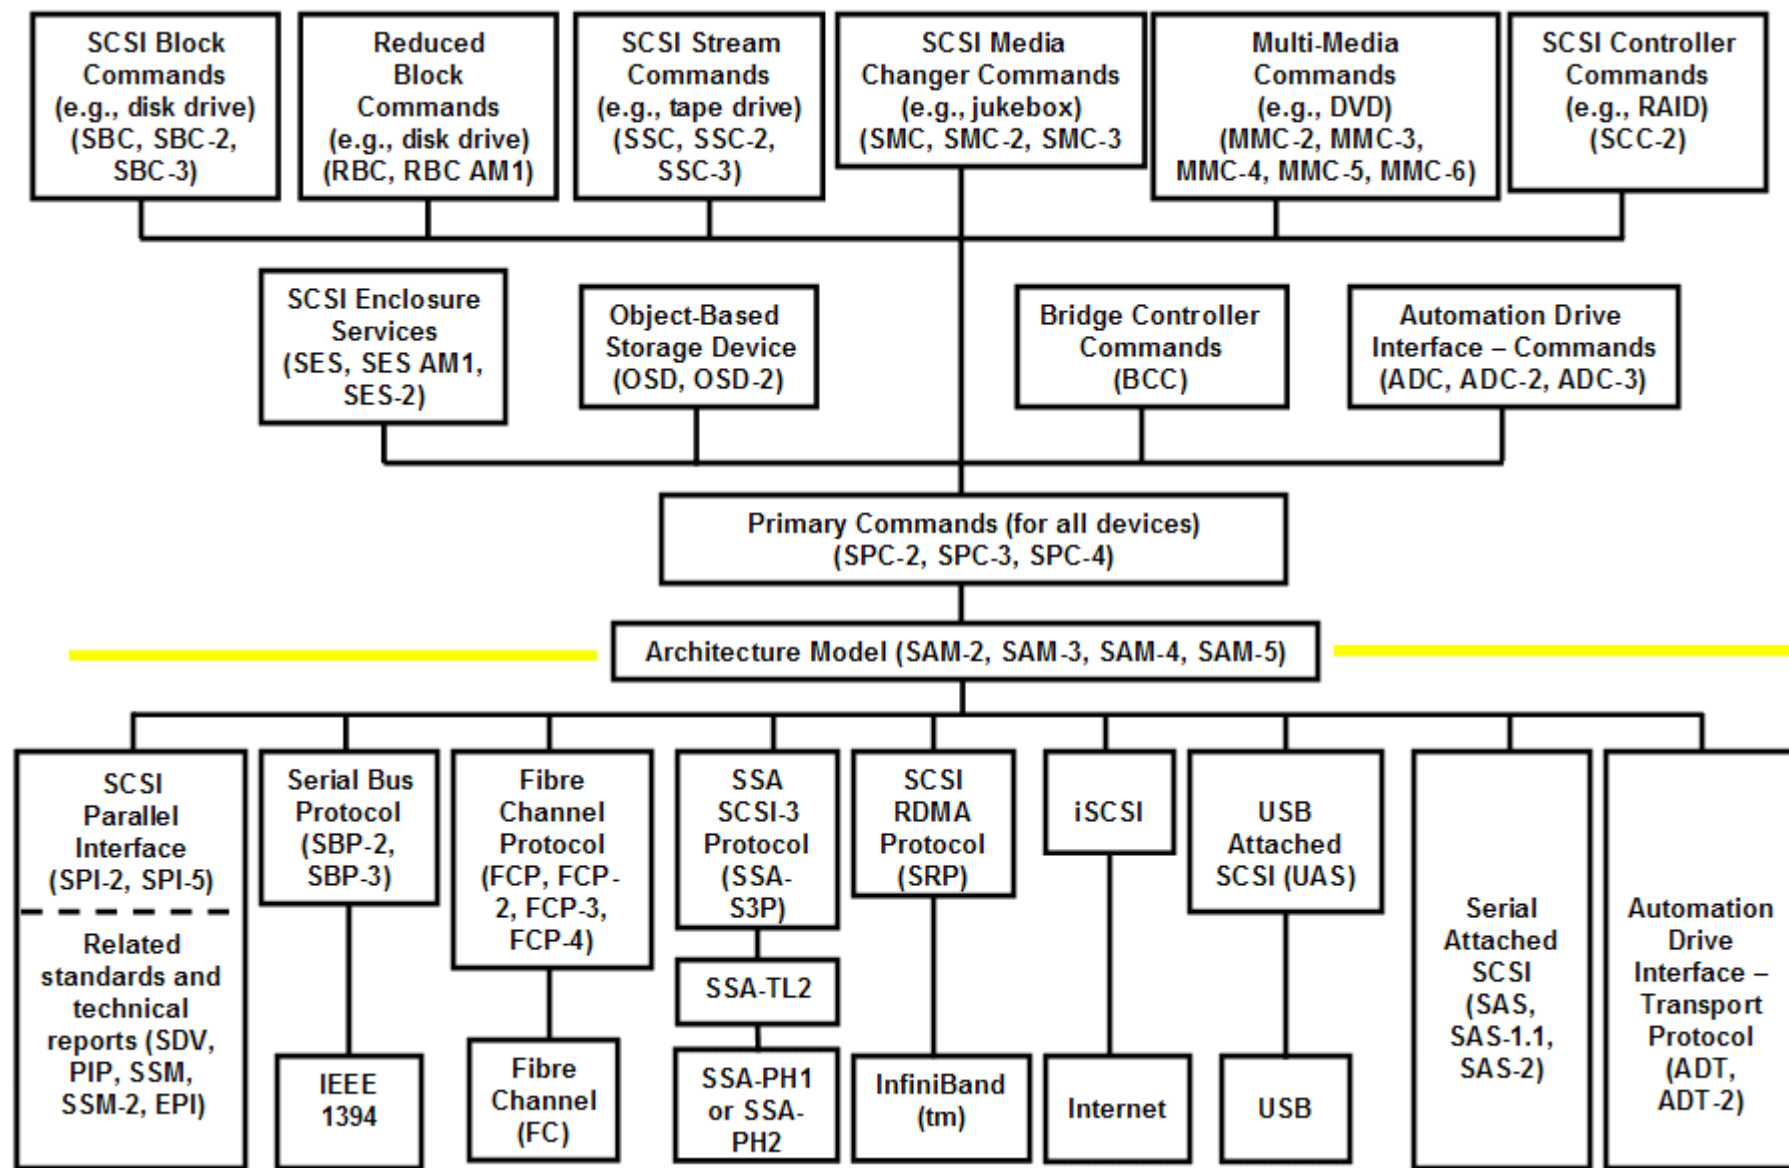 SCSI Block
Commands
(e.g., disk drive)
(SBC, SBC-2,
SBC-3)
Reduced
Block
Commands
(e.g., disk drive)
(RBC, RBC AM1)
SCSI Stream
Commands
(e.g., tape drive)
(SSC, SSC-2,
SSC-3)
SCSI Media
Changer Commands
(e.g., jukebox)
(SMC, SMC-2, SMC-3
Multi-Media
Commands
(e.g., DVD)
(MMC-2, MMC-3,
MMC-4, MMC-5, MMC-6)
SCSI Controller
Commands
(e.g., RAID)
(SCC-2)
SCSI Enclosure
Services
(SES, SES AM1,
SES-2)
Object-Based
Storage Device
(OSD, OSD-2)
Bridge Controller
Commands
(BCC)
Automation Drive
Interface – Commands
(ADC, ADC-2, ADC-3)
Primary Commands (for all devices)
(SPC-2, SPC-3, SPC-4)
Architecture Model (SAM-2, SAM-3, SAM-4, SAM-5)
SCSI
Parallel
Interface
(SPI-2, SPI-5)
Related
standards and
technical
reports (SDV,
PIP, SSM,
SSM-2, EPI)
Serial Bus
Protocol
(SBP-2,
SBP-3)
IEEE
1394
Fibre
Channel
Protocol
(FCP, FCP-
2, FCP-3,
FCP-4)
Fibre
Channel
(FC)
SSA
SCSI-3
Protocol
(SSA-
S3P)
SSA-TL2
SSA-PH1
or SSA-
PH2
SCSI
RDMA
Protocol
(SRP)
InfiniBand
(tm)
iSCSI
Internet
USB
Attached
SCSI (UAS)
USB
Serial
Attached
SCSI
(SAS,
SAS-1.1,
SAS-2)
Automation
Drive
Interface –
Transport
Protocol
(ADT,
ADT-2)